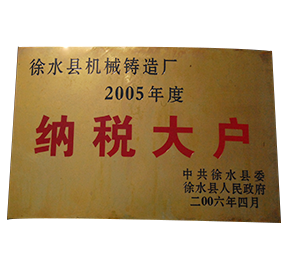 徐水县机械铸造厂
2005年度
纳税大户
中共徐水县委
徐水县人民政府
二00六年四月